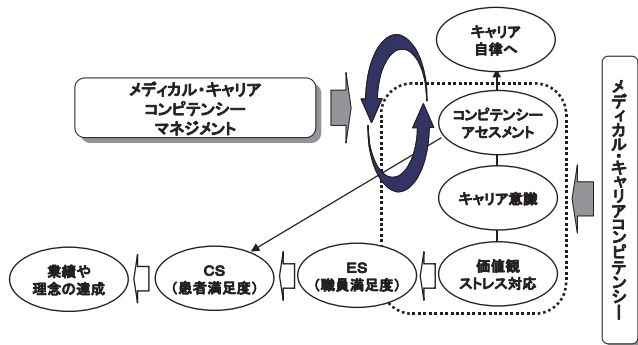 キャリア
自律へ
メディカル・キャリア
コンピテンシー
マネジメント
コンピテンシー
アセスメント
キャリア意識
メディカル・キャリアコンピテンシー
業績や
理念の達成
CS
(患者満足度)
ES
(職員満足度)
価値観
ストレス対応